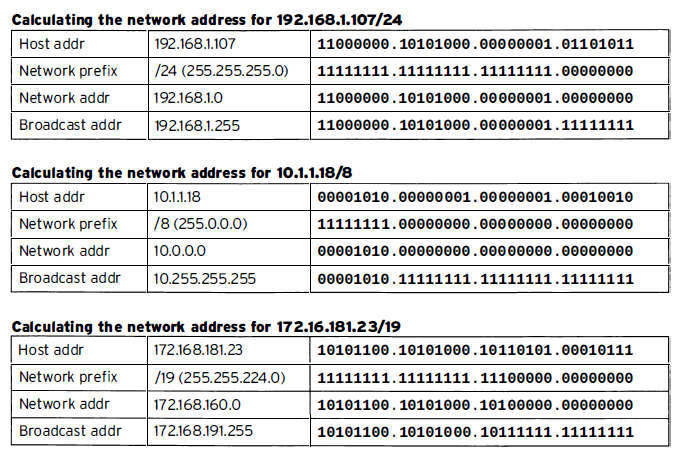 Calculating the network address for 192.168.1.107/24
Host addr 192.168.1.107 11000000.10101000.00000001.01101011
Network prefix /24 (255.255.255.0) 11111111.11111111.11111111.00000000
Network addr 192.168.1.0 11000000.10101000.00000001.00000000
Broadcast addr 192.168.1.255 11000000.10101000.00000001.11111111
Calculating the network address for 10.1.1.18/8
Host addr 10.1.1.18 00001010.00000001.00000001.00010010
Network prefix /8 (255.0.0.0) 11111111.00000000.00000000.00000000
Network addr 10.0.0.0 00001010.00000000.00000000.00000000
Broadcast addr 10.255.255.255 00001010.11111111.11111111.11111111
Calculating the network address for 172.16.181.23/19
Host addr 172.168.181.23 10101100.10101000.10110101.00010111
Network prefix /19 (255.255.224.0) 11111111.11111111.11100000.00000000
Network addr 172.168.160.0 10101100.10101000.10100000.00000000
Broadcast addr 172.168.191.255 10101100.10101000.10111111.11111111